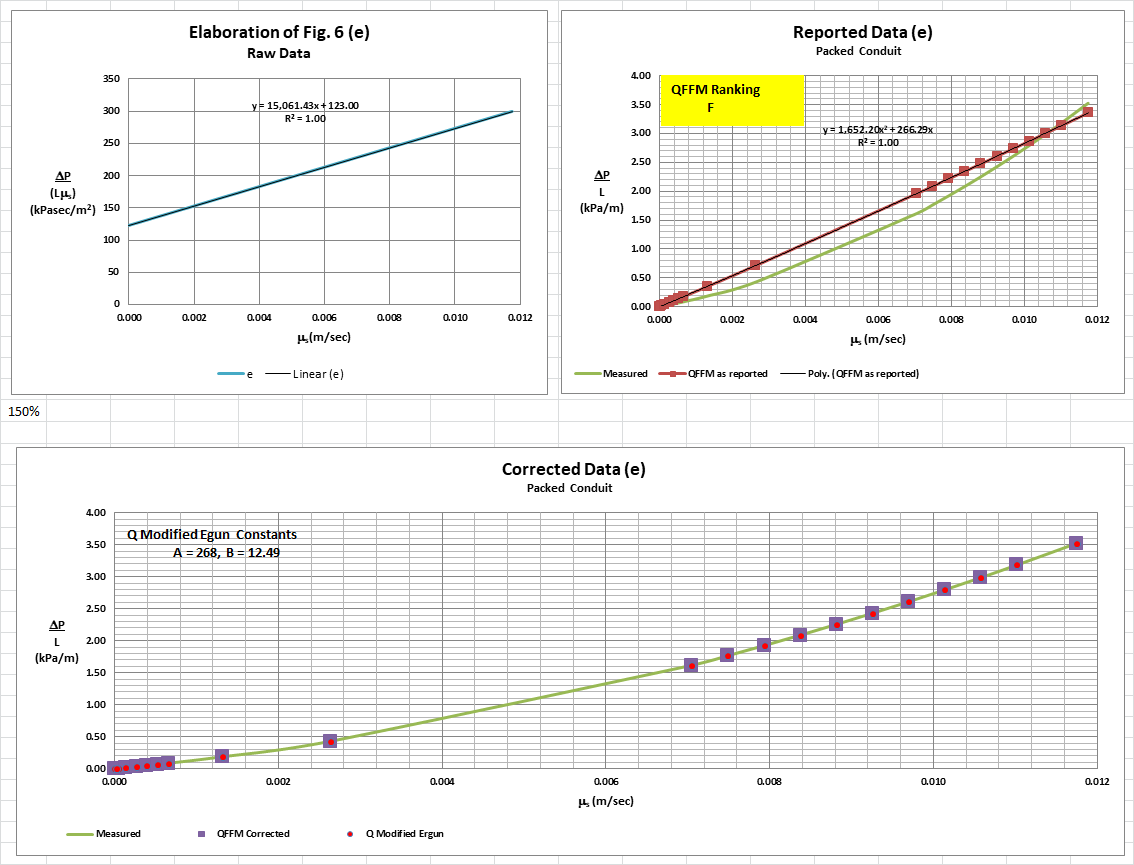 Elaboration of Fig. 6 (e)
Raw Data
350
300
250
200
150
100
50
0
y = 15,061.43x + 123.00
R² = 1.00
ΔP
(Lμs)
(kPasec/m²)
0.000
0.002
0.004
0.006
0.008
0.010
0.012
μs(m/sec)
e
Linear (e)
Reported Data (e)
Packed Conduit
4.00
3.50
3.00
2.50
2.00
1.50
1.00
0.50
0.00
QFFM Ranking
F
y = 1,652.20x² + 266.29x
R² = 1.00
ΔP
L
(kPa/m)
0.000
0.002
0.004
0.006
0.008
0.010
0.012
μs (m/sec)
Measured
QFFM as reported
Poly. (QFFM as reported)
150%
Corrected Data (e)
Packed Conduit
4.00
3.50
3.00
2.50
2.00
1.50
1.00
0.50
0.00
Q Modified Egun Constants
A = 268, B = 12.49
ΔP
L
(kPa/m)
0.000
0.002
0.004
0.006
0.008
0.010
0.012
μs (m/sec)
Measured
QFFM Corrected
Q Modified Ergun